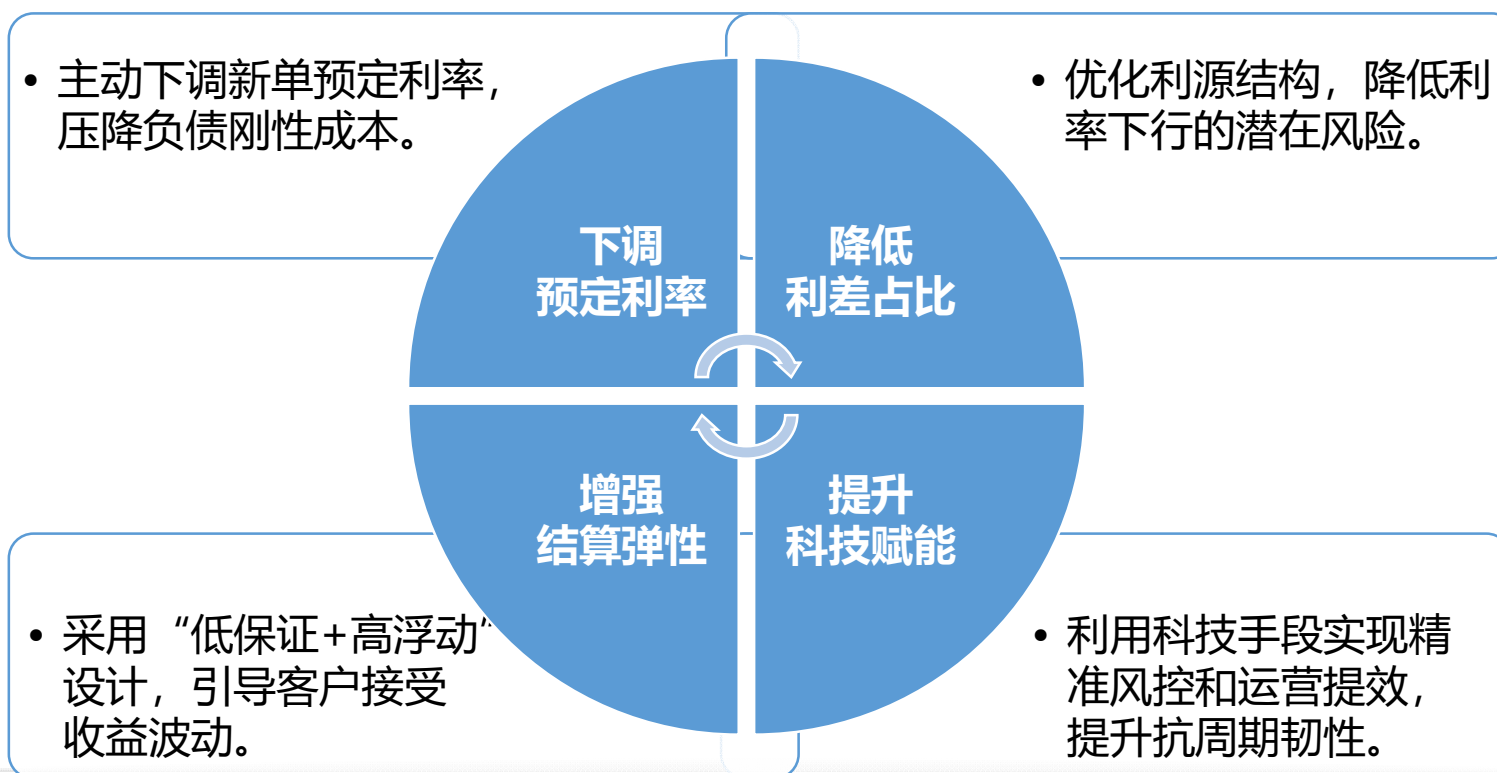 • 主动下调新单预定利率，
压降负债刚性成本。
• 优化利源结构，降低利
率下行的潜在风险。
下调
预定利率
降低
利差占比
增强
结算弹性
提升
科技赋能
• 采用“低保证+高浮动”
设计，引导客户接受
收益波动。
• 利用科技手段实现精
准风控和运营提效，
提升抗周期韧性。